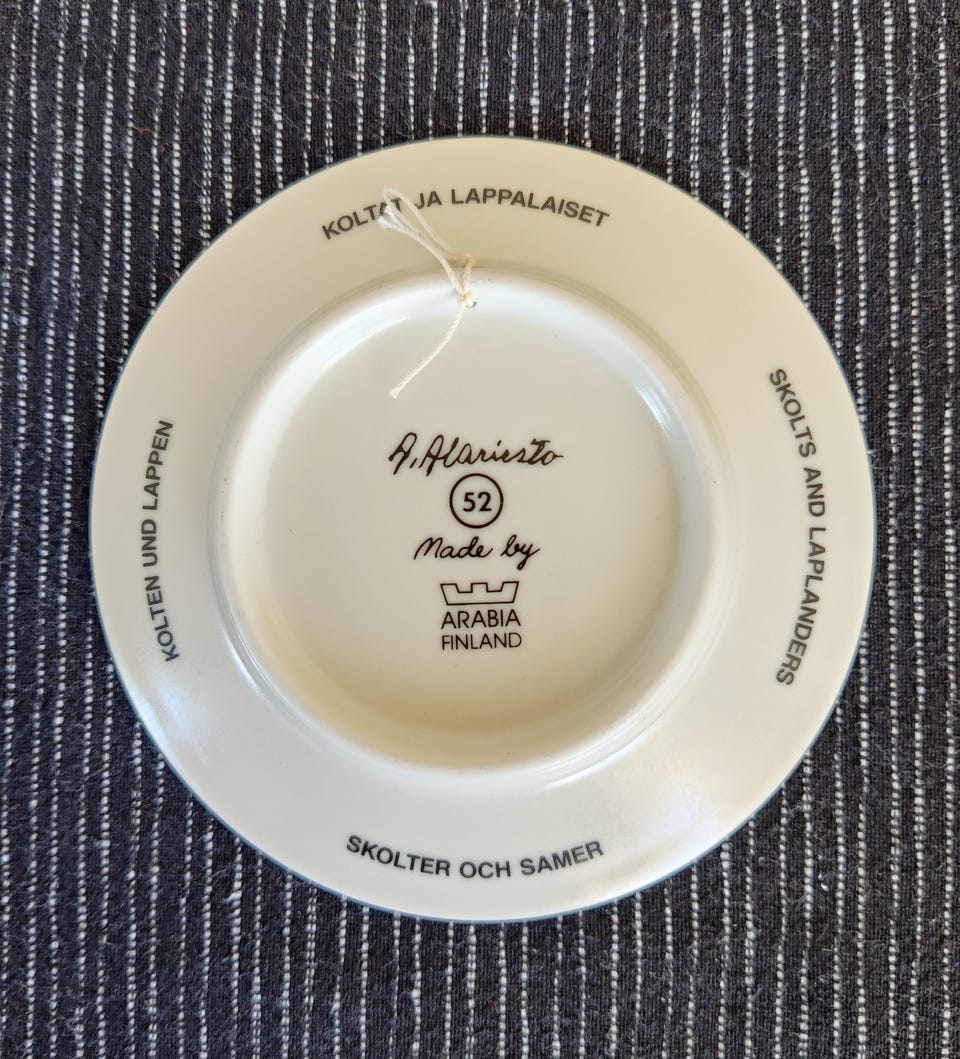 KOLTAT JA LAPPALAISET
SKOLTS AND LAPLANDERS
SKOLTER OCH SAMER
KOLTEN UND LAPPEN
A. Alariesto
52
Made by
ARABIA
FINLAND